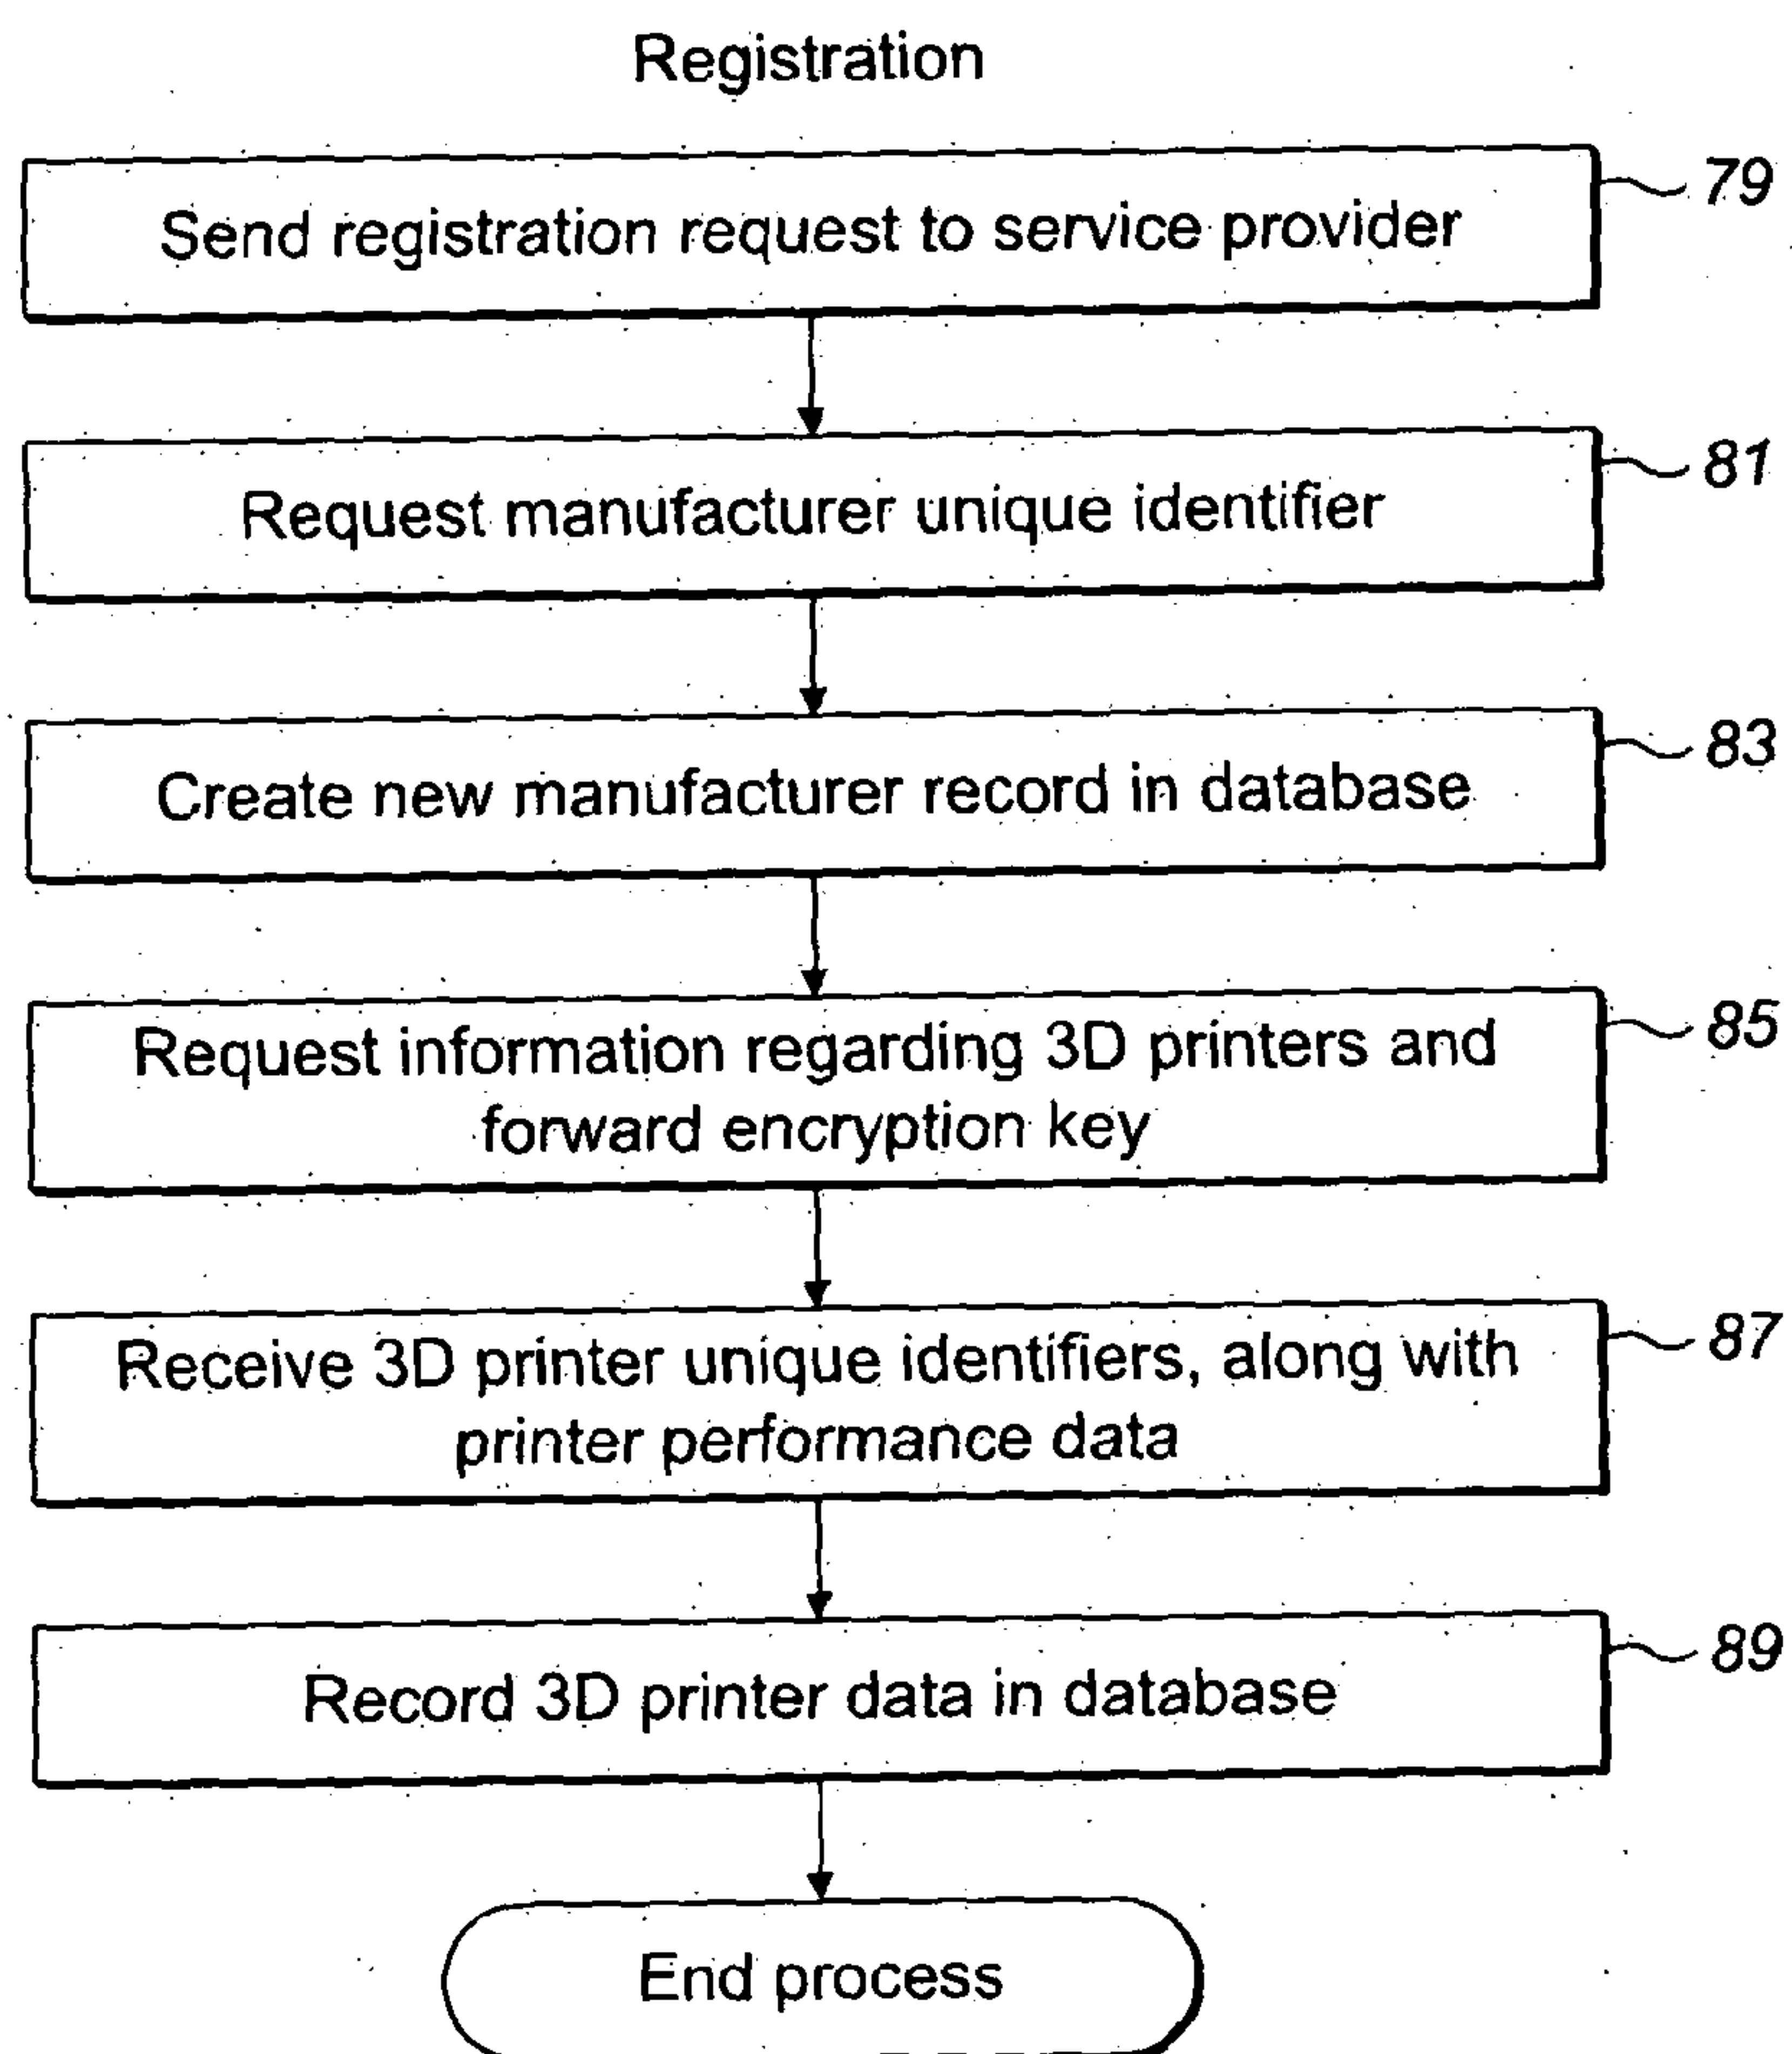 Registration
Send registration request to service provider
79
Request manufacturer unique identifier
81
Create new manufacturer record in database
83
Request information regarding 3D printers and
forward encryption key
85
Receive 3D printer unique identifiers, along with
printer performance data
87
Record 3D printer data in database
89
End process